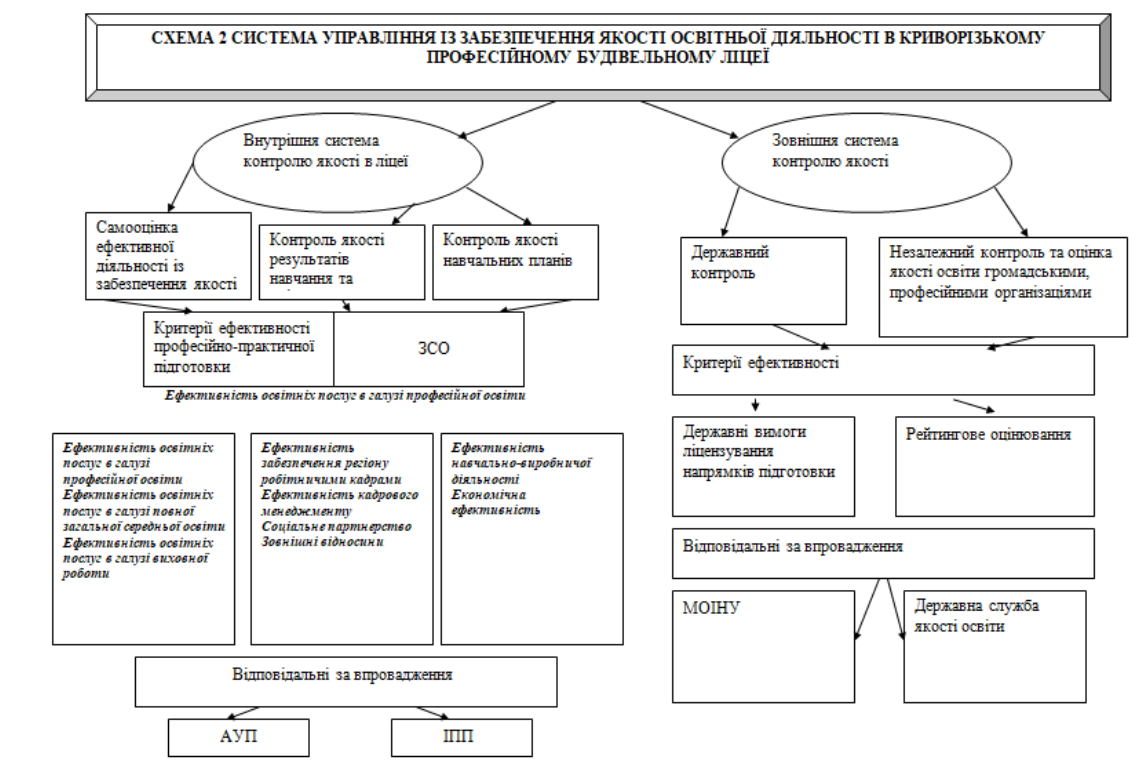 СХЕМА 2 СИСТЕМА УПРАВЛІННЯ ІЗ ЗАБЕЗПЕЧЕННЯ ЯКОСТІ ОСВІТНЬОЇ ДІЯЛЬНОСТІ В КРИВОРІЗЬКОМУ
ПРОФЕСІЙНОМУ БУДІВЕЛЬНОМУ ЛІЦЕЇ
Внутрішня система
контролю якості в ліцеї
Самооцінка
ефективної
діяльності із
забезпечення якості
Контроль якості
результатів
навчання та
Контроль якості
навчальних планів
Критерії ефективності
професійно-практичної
підготовки
ЗСО
Ефективність освітніх послуг в галузі професійної освіти
Ефективність освітніх
послуг в галузі
професійної освіти
Ефективність освітніх
послуг в галузі повної
загальної середньої освіти
Ефективність освітніх
послуг в галузі виховної
роботи
Ефективність
забезпечення регіону
робітничими кадрами
Ефективність кадрового
менеджменту
Соціальне партнерство
Зовнішні відносини
Ефективність
навчально-виробничої
діяльності
Економічна
ефективність
Відповідальні за впровадження
АУП
ІПП
Зовнішня система
контролю якості
Державний
контроль
Незалежний контроль та оцінка
якості освіти громадськими,
професійними організаціями
Критерії ефективності
Державні вимоги
ліцензування
напрямків підготовки
Рейтингове оцінювання
Відповідальні за впровадження
МОІНУ
Державна служба
якості освіти